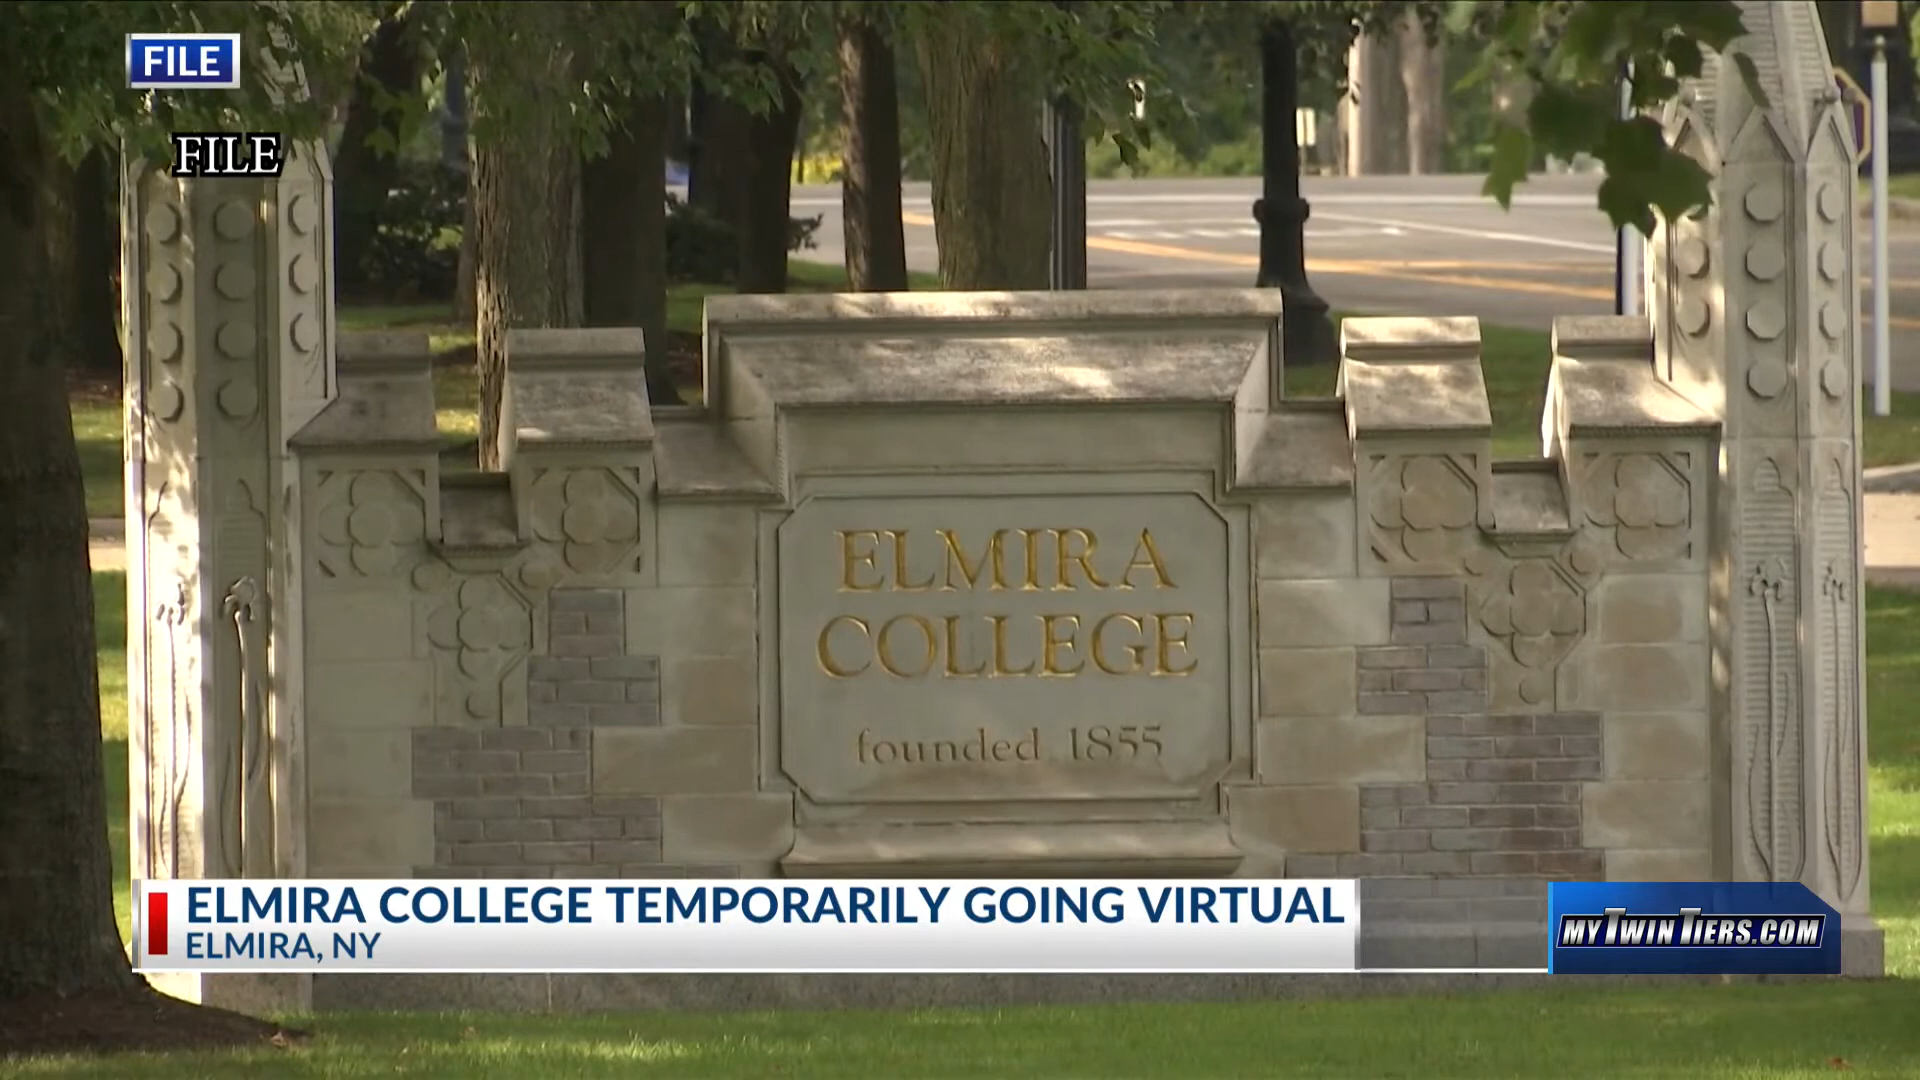 FILE
FILE
ELMIRA
COLLEGE
founded 1855
ELMIRA COLLEGE TEMPORARILY GOING VIRTUAL
ELMIRA, NY
MYTWINTIERS.COM